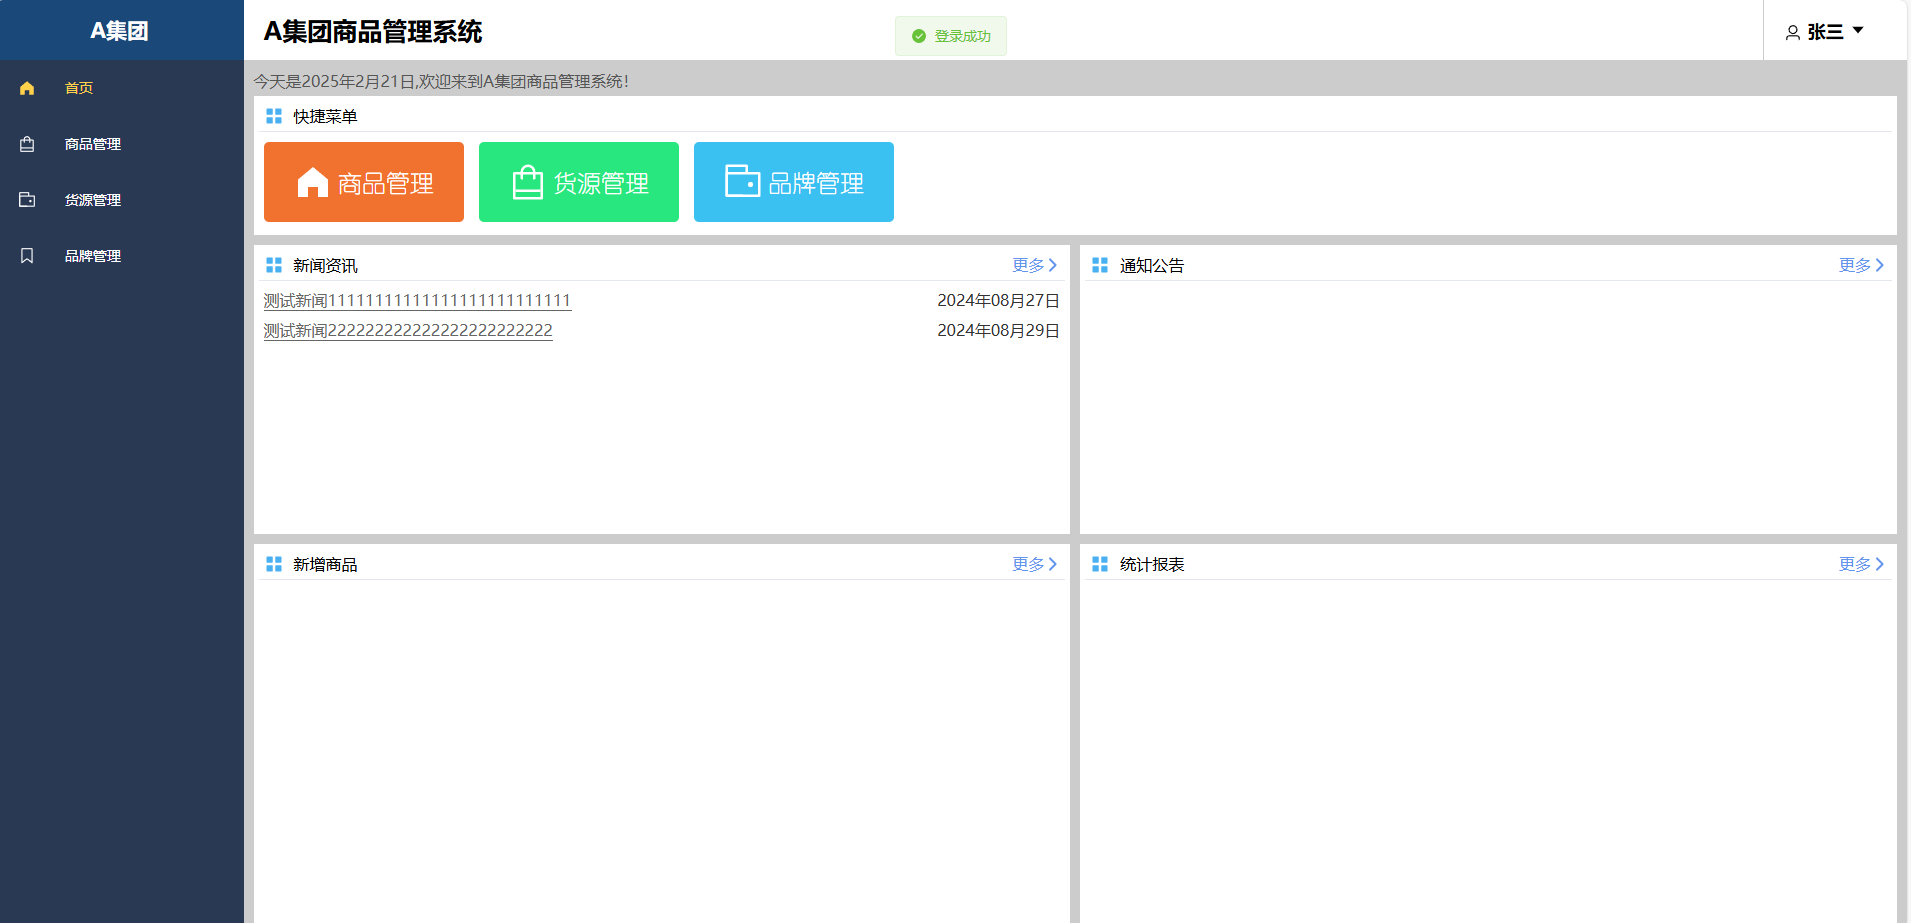 A集团
A集团商品管理系统
登录成功
张三
首页
商品管理
货源管理
品牌管理
今天是2025年2月21日,欢迎来到A集团商品管理系统!
快捷菜单
商品管理
货源管理
品牌管理
新闻资讯
更多
测试新闻11111111111111111111111111
2024年08月27日
测试新闻222222222222222222222222
2024年08月29日
通知公告
更多
新增商品
更多
统计报表
更多